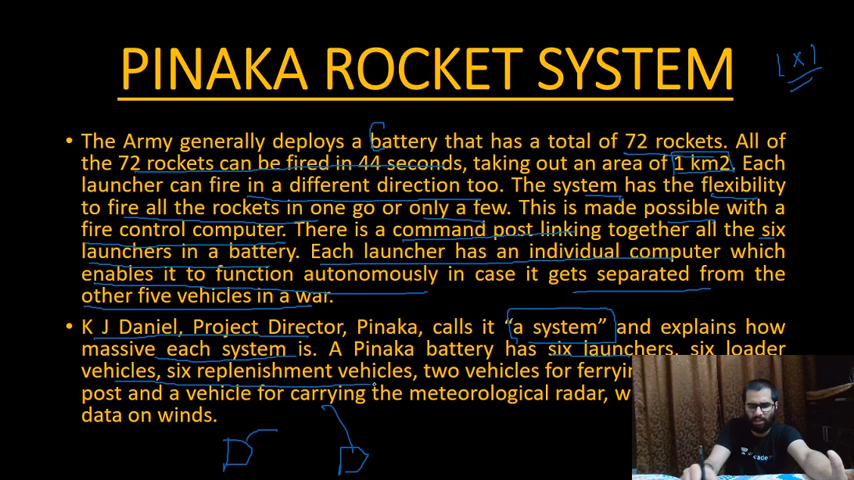 PINAKA ROCKET SYSTEM
1 x 1
• The Army generally deploys a battery that has a total of 72 rockets. All of
the 72 rockets can be fired in 44 seconds, taking out an area of 1 km2. Each
launcher can fire in a different direction too. The system has the flexibility
to fire all the rockets in one go or only a few. This is made possible with a
fire control computer. There is a command post linking together all the six
launchers in a battery. Each launcher has an individual computer which
enables it to function autonomously in case it gets separated from the
other five vehicles in a war.
• K J Daniel, Project Director, Pinaka, calls it “a system” and explains how
massive each system is. A Pinaka battery has six launchers, six loader
vehicles, six replenishment vehicles, two vehicles for ferrying
post and a vehicle for carrying the meteorological radar,
data on winds.